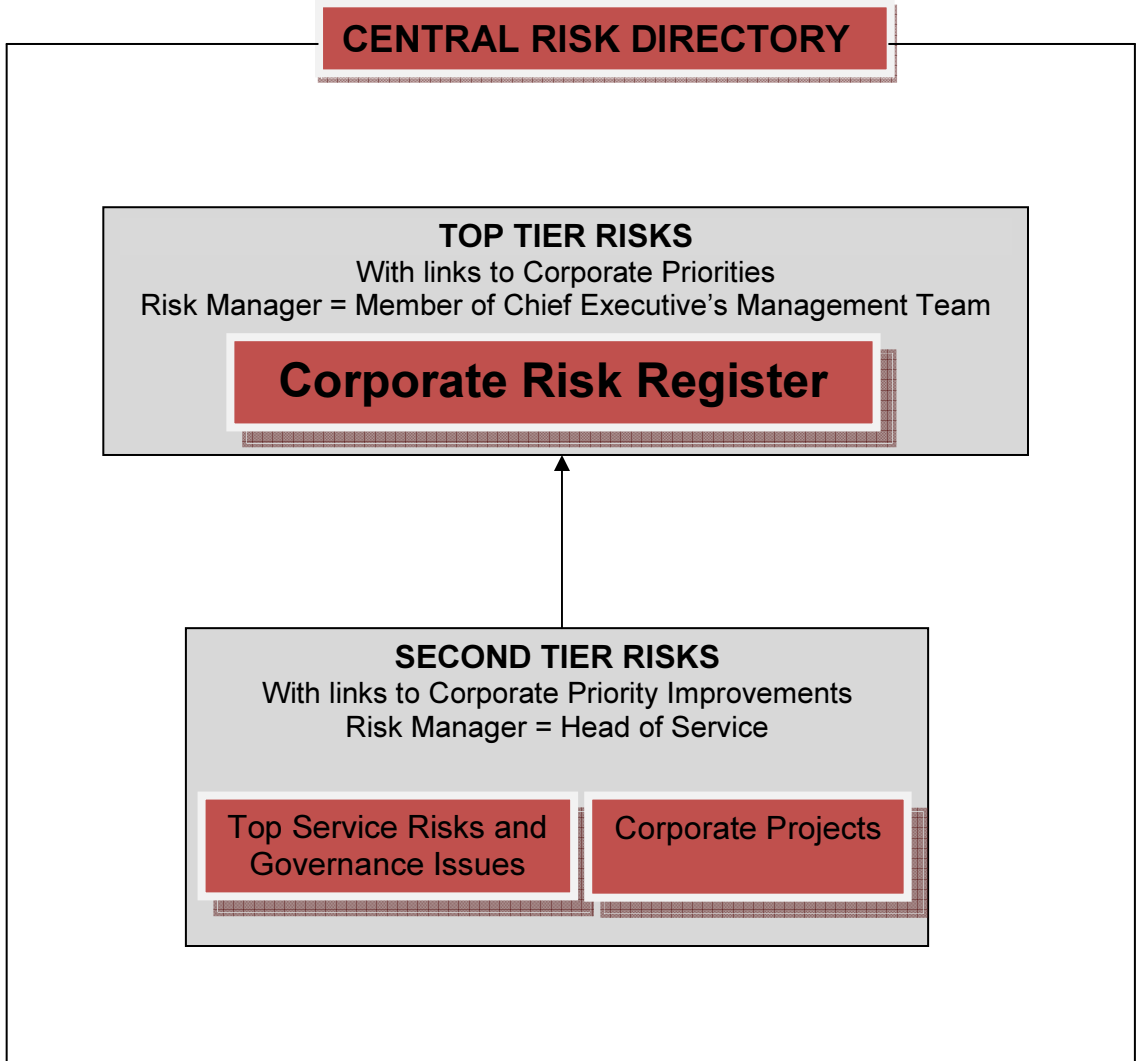 CENTRAL RISK DIRECTORY
TOP TIER RISKS
With links to Corporate Priorities
Risk Manager = Member of Chief Executive’s Management Team
Corporate Risk Register
SECOND TIER RISKS
With links to Corporate Priority Improvements
Risk Manager = Head of Service
Top Service Risks and
Governance Issues
Corporate Projects